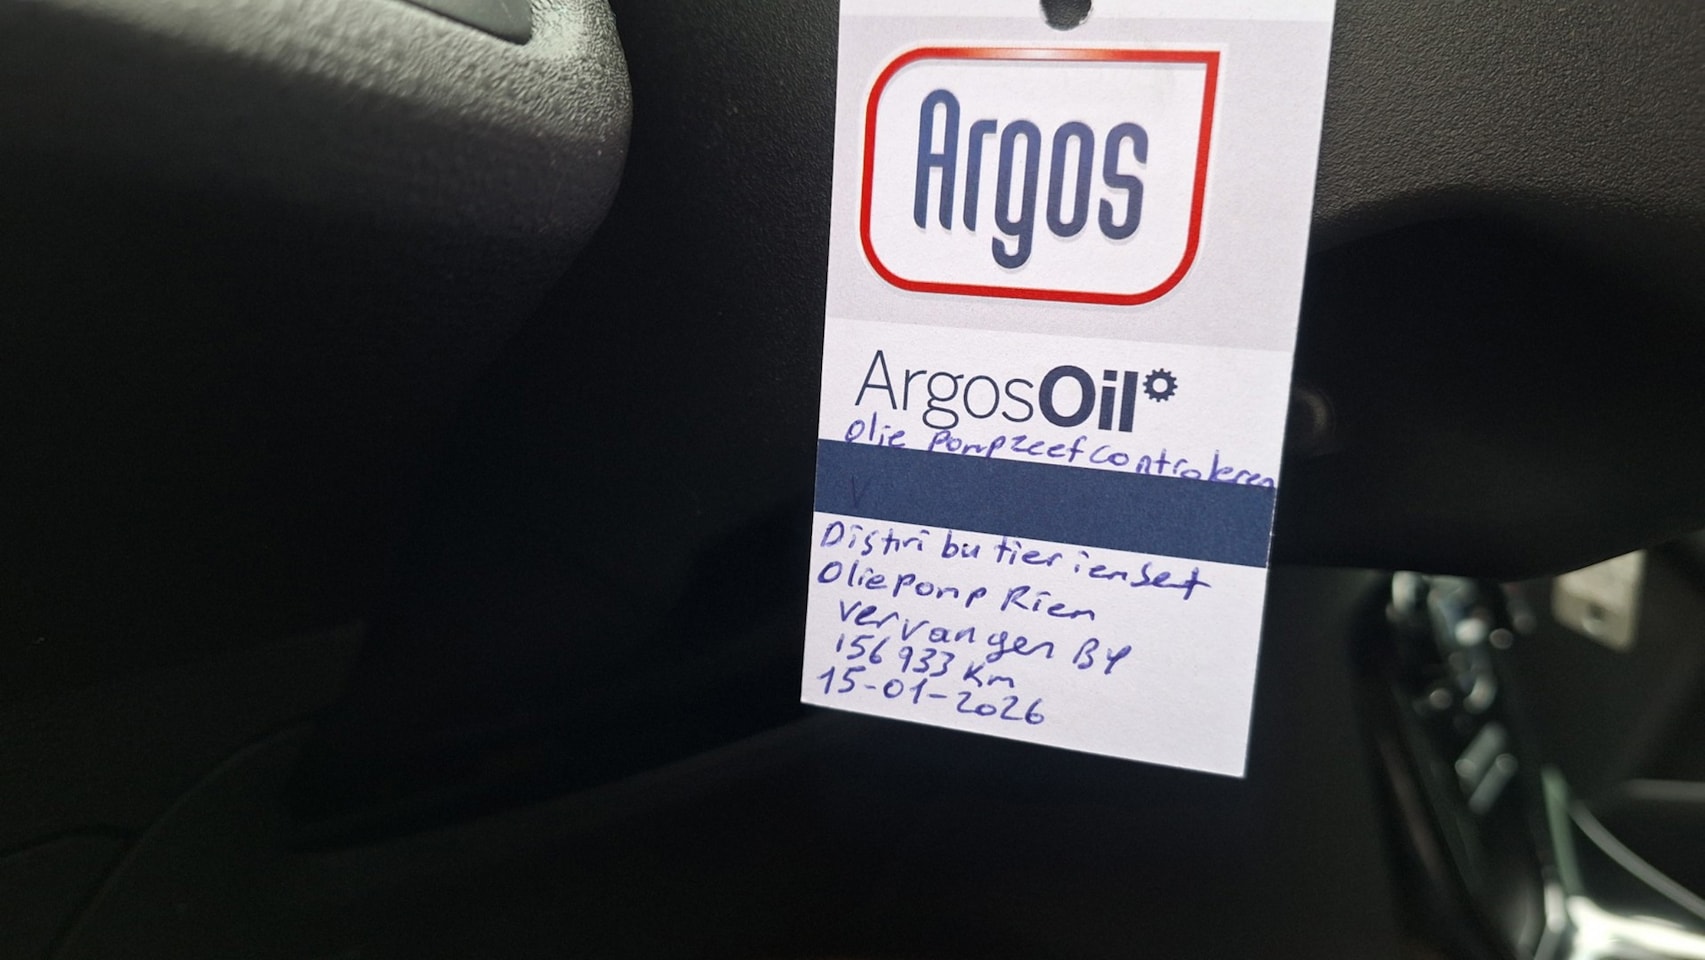 Argos
ArgosOil
Olie pompzeef controleren
V
Distributieriemset
Oliepomp Riem
vervangen By
156 933 Km
15-01-2026